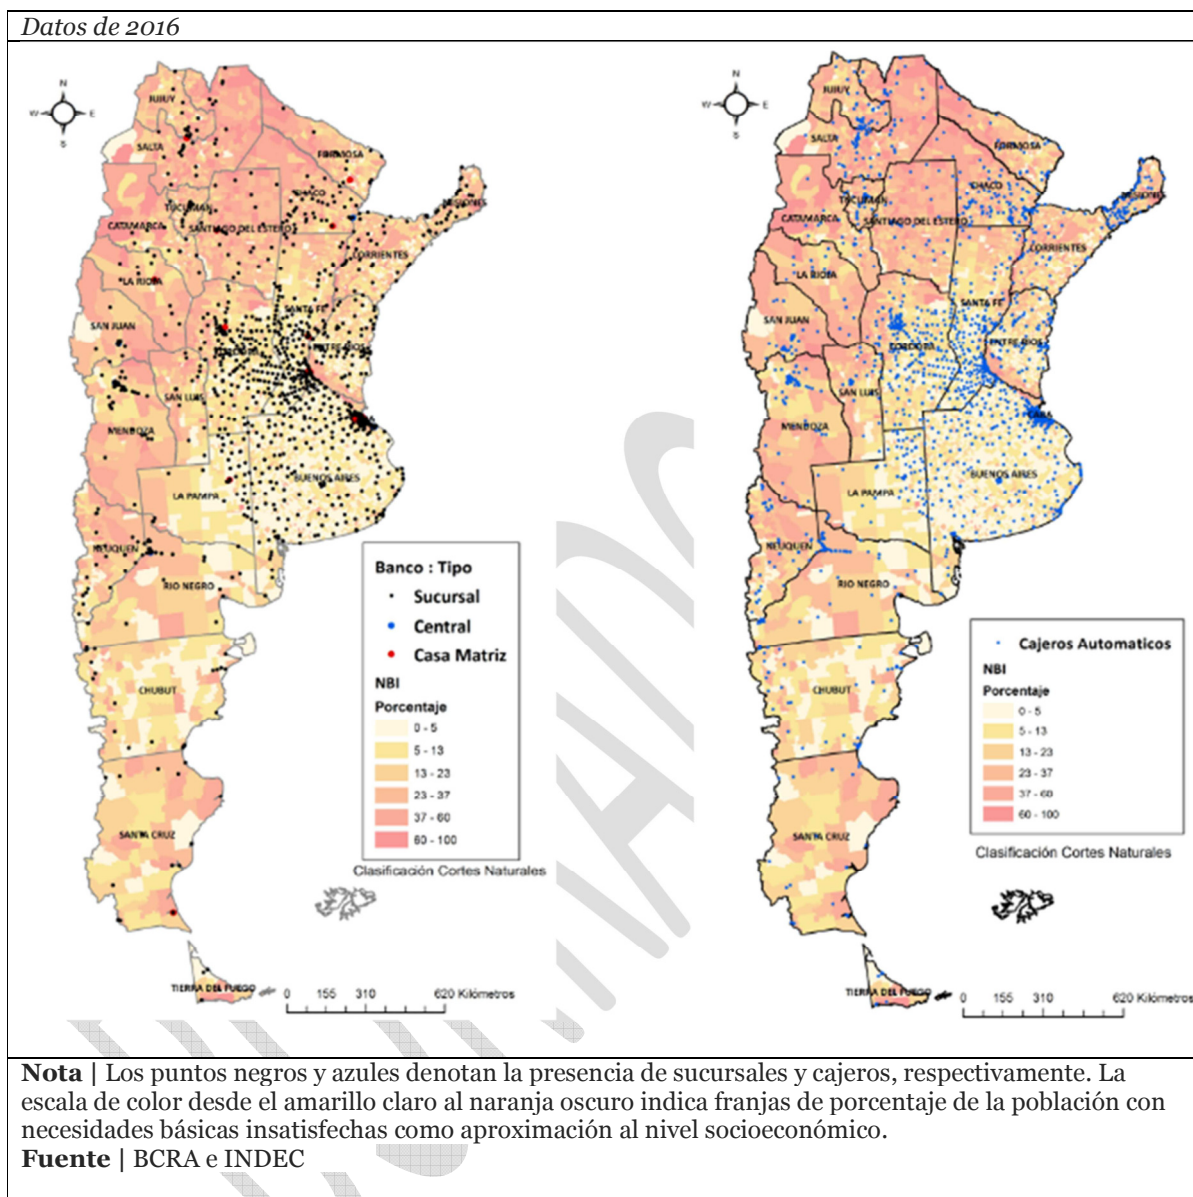 Datos de 2016
N
W
E
S
JUJUY
SALTA
FORMOSA
CHACO
MISIONES
TUCUMAN
CATAMARCA
SANTIAGO DEL ESTERO
CORRIENTES
LA RIOJA
SANTA FE
SAN JUAN
CORDOBA
ENTRE RIOS
SAN LUIS
MENDOZA
BUENOS AIRES
LA PAMPA
NEUQUEN
RIO NEGRO
CHUBUT
SANTA CRUZ
TIERRA DEL FUEGO
Banco : Tipo
Sucursal
Central
Casa Matriz
NBI
Porcentaje
0 - 5
5 - 13
13 - 23
23 - 37
37 - 60
60 - 100
Clasificación Cortes Naturales
0 155 310 620 Kilómetros
N
W
E
S
JUJUY
SALTA
FORMOSA
CHACO
MISIONES
TUCUMAN
CATAMARCA
SANTIAGO DEL ESTERO
CORRIENTES
LA RIOJA
SANTA FE
SAN JUAN
CORDOBA
ENTRE RIOS
SAN LUIS
CABA
MENDOZA
BUENOS AIRES
LA PAMPA
NEUQUEN
RIO NEGRO
CHUBUT
SANTA CRUZ
TIERRA DEL FUEGO
Cajeros Automaticos
NBI
Porcentaje
0 - 5
5 - 13
13 - 23
23 - 37
37 - 60
60 - 100
Clasificación Cortes Naturales
0 155 310 620 Kilómetros
Nota | Los puntos negros y azules denotan la presencia de sucursales y cajeros, respectivamente. La
escala de color desde el amarillo claro al naranja oscuro indica franjas de porcentaje de la población con
necesidades básicas insatisfechas como aproximación al nivel socioeconómico.
Fuente | BCRA e INDEC